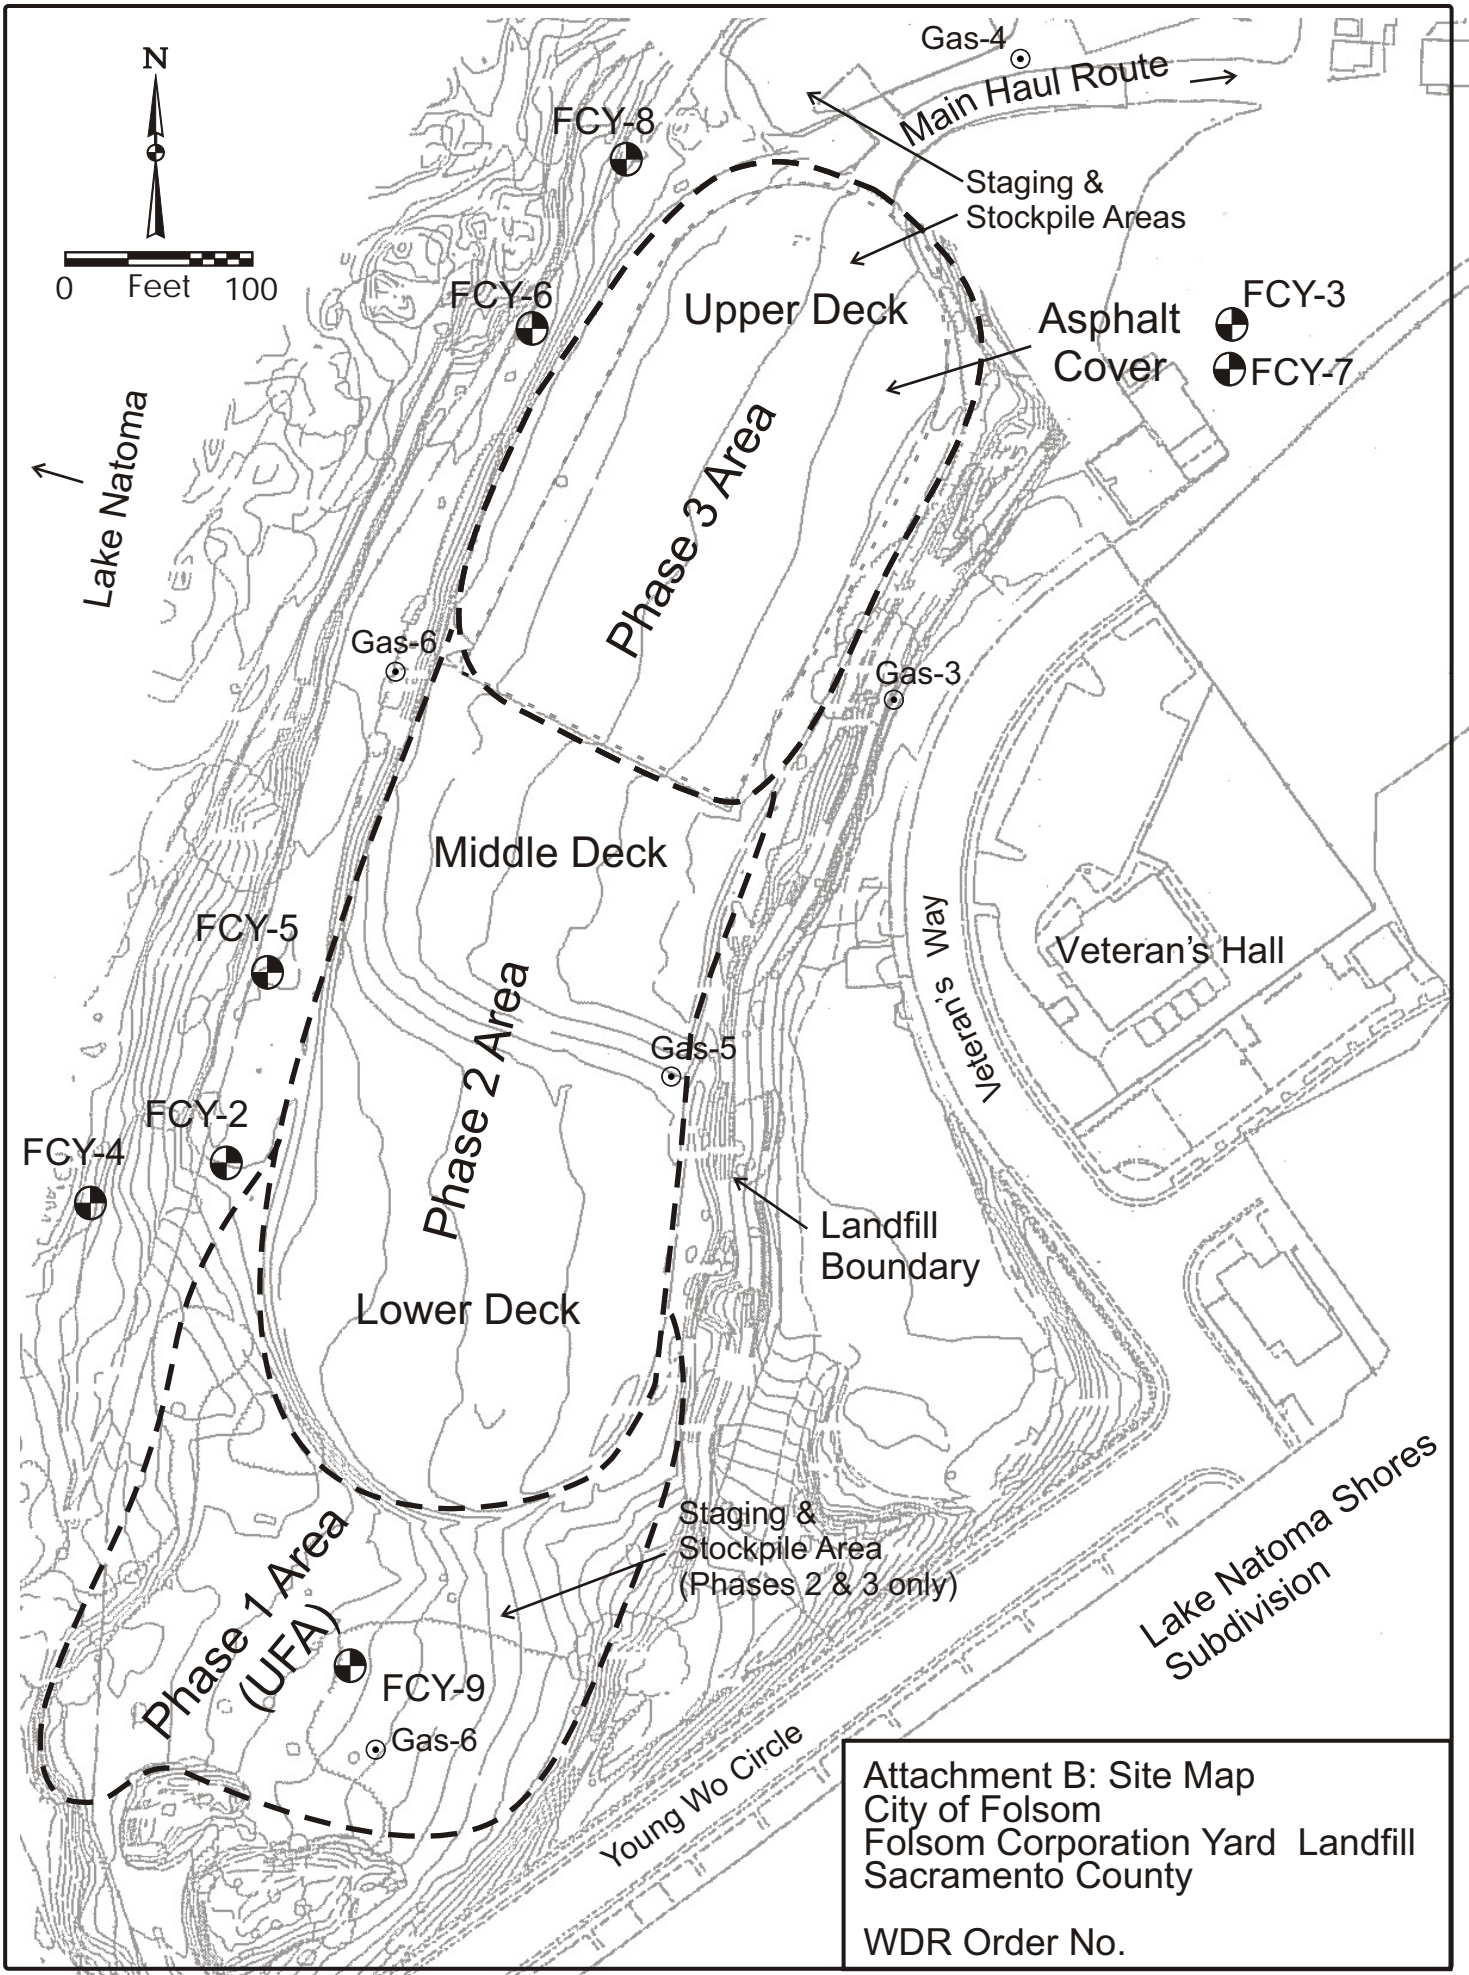 Gas-4
Main Haul Route
N
FCY-8
Staging &
Stockpile Areas
0 Feet 100
FCY-6
Upper Deck
Asphalt
Cover
FCY-3
FCY-7
Lake Natoma
Phase 3 Area
Gas-6
Gas-3
Middle Deck
FCY-5
Veteran's Way
Veteran's Hall
Phase 2 Area
Gas-5
FCY-2
FCY-4
Landfill
Boundary
Lower Deck
Staging &
Stockpile Area
(Phases 2 & 3 only)
Phase 1 Area
(UFA)
FCY-9
Gas-6
Lake Natoma Shores
Subdivision
Young Wo Circle
Attachment B: Site Map
City of Folsom
Folsom Corporation Yard Landfill
Sacramento County
WDR Order No.